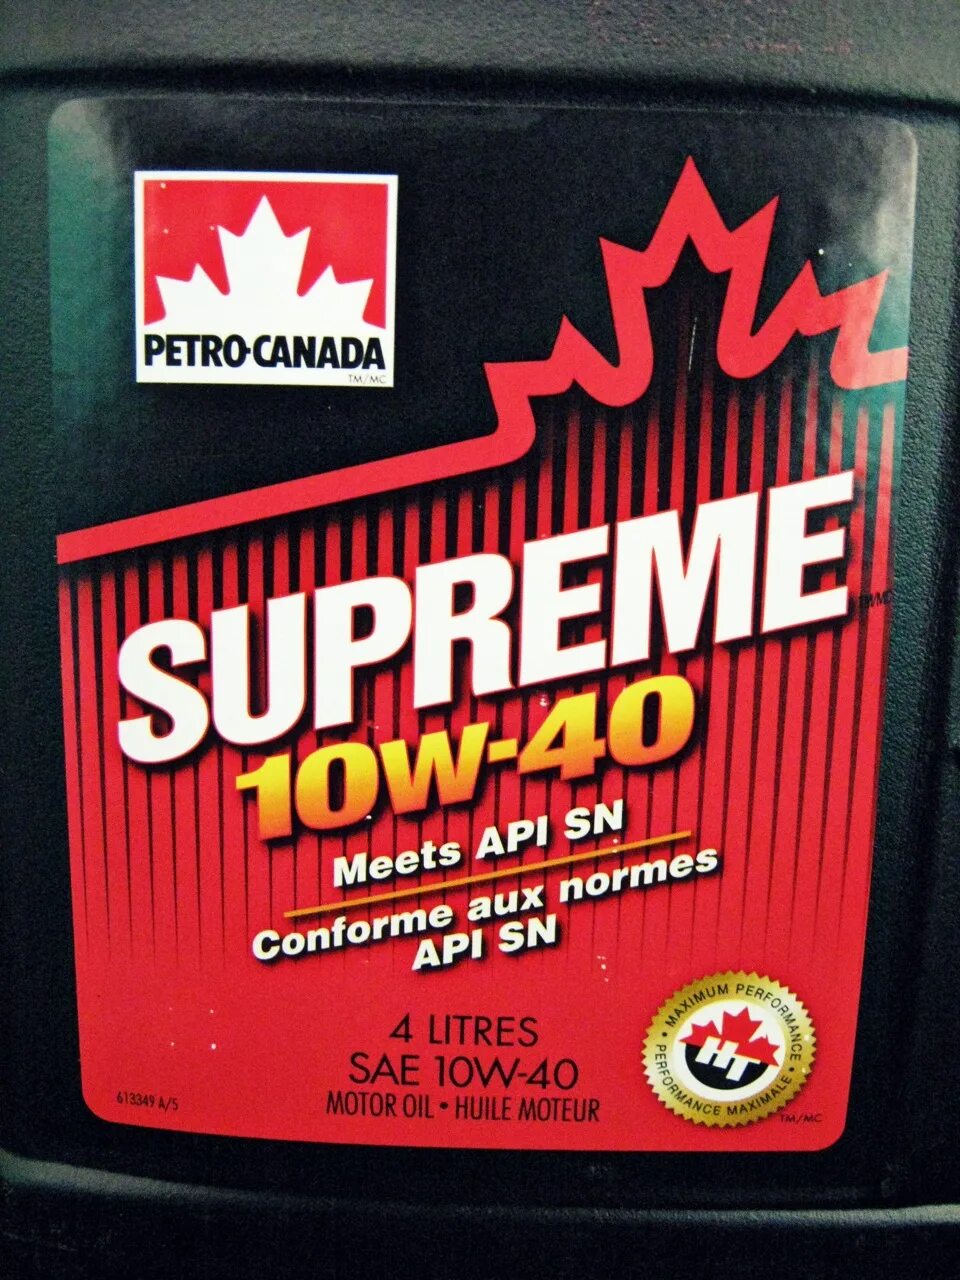 PETRO-CANADA
TM/MC
SUPREME
10W-40
Meets API SN
Conforme aux normes
API SN
4 LITRES
SAE 10W-40
MOTOR OIL • HUILE MOTEUR
613349 A/5
• MAXIMUM PERFORMANCE •
PERFORMANCE MAXIMALE
HT
TM/MC